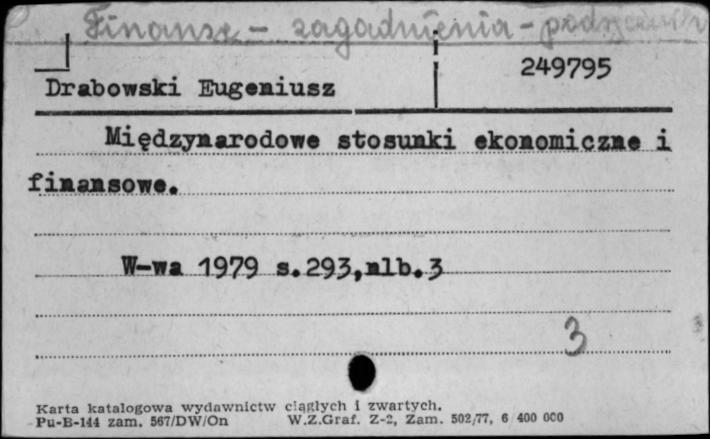 Finanse - zagadnienia - podręczniki
Drabowski Eugeniusz
249795
Międzynarodowe stosunki ekonomiczne i
finansowe.
W-wa 1979 s.293,nlb.3
3
Karta katalogowa wydawnictw ciągłych i zwartych.
Pu-B-144 zam. 567/DW/On W.Z.Graf. Z-2, Zam. 502/77, 6 400 000